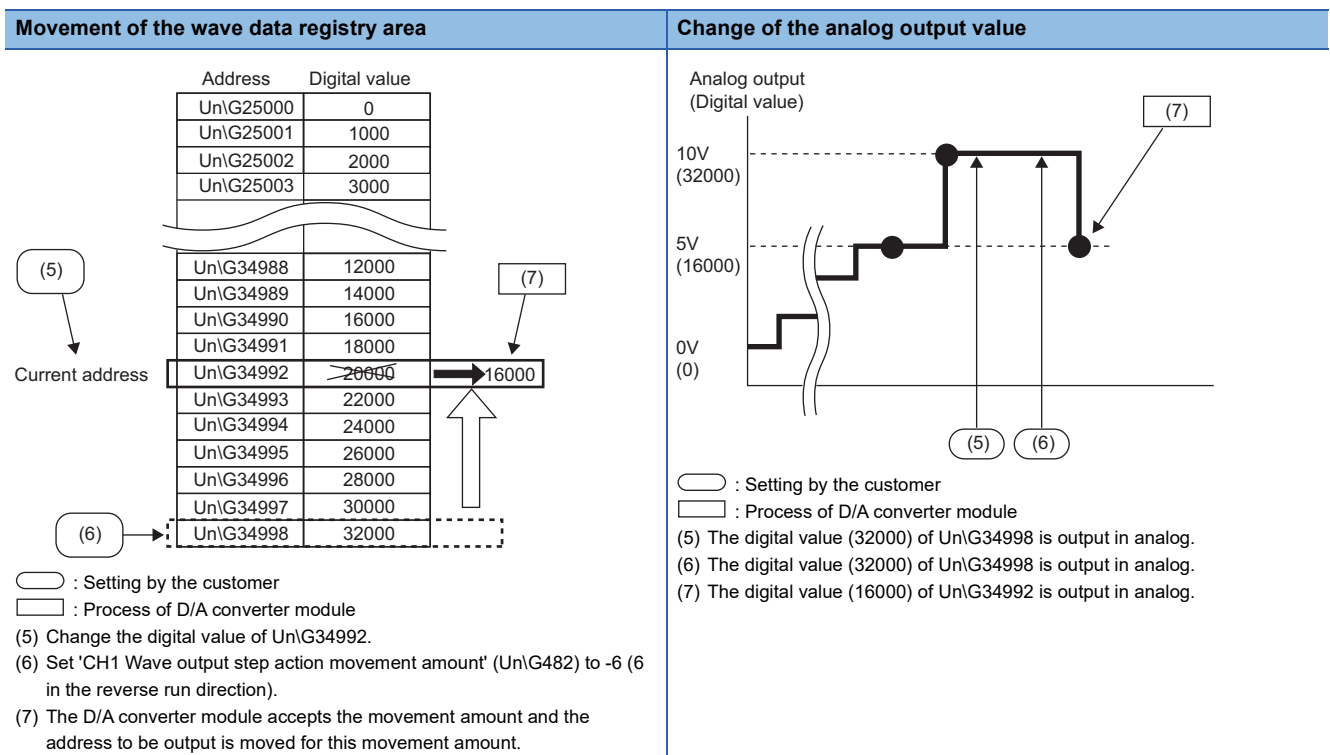 Movement of the wave data registry area
Change of the analog output value
Address Digital value
Un\G25000 0
Un\G25001 1000
Un\G25002 2000
Un\G25003 3000
Un\G34988 12000
Un\G34989 14000
Un\G34990 16000
Un\G34991 18000
Current address Un\G34992 20000 16000
Un\G34993 22000
Un\G34994 24000
Un\G34995 26000
Un\G34996 28000
Un\G34997 30000
Un\G34998 32000
(5)
(7)
(6)
: Setting by the customer
: Process of D/A converter module
(5) Change the digital value of Un\G34992.
(6) Set 'CH1 Wave output step action movement amount' (Un\G482) to -6 (6
in the reverse run direction).
(7) The D/A converter module accepts the movement amount and the
address to be output is moved for this movement amount.
Analog output
(Digital value)
(7)
10V
(32000)
5V
(16000)
0V
(0)
(5) (6)
: Setting by the customer
: Process of D/A converter module
(5) The digital value (32000) of Un\G34998 is output in analog.
(6) The digital value (32000) of Un\G34998 is output in analog.
(7) The digital value (16000) of Un\G34992 is output in analog.